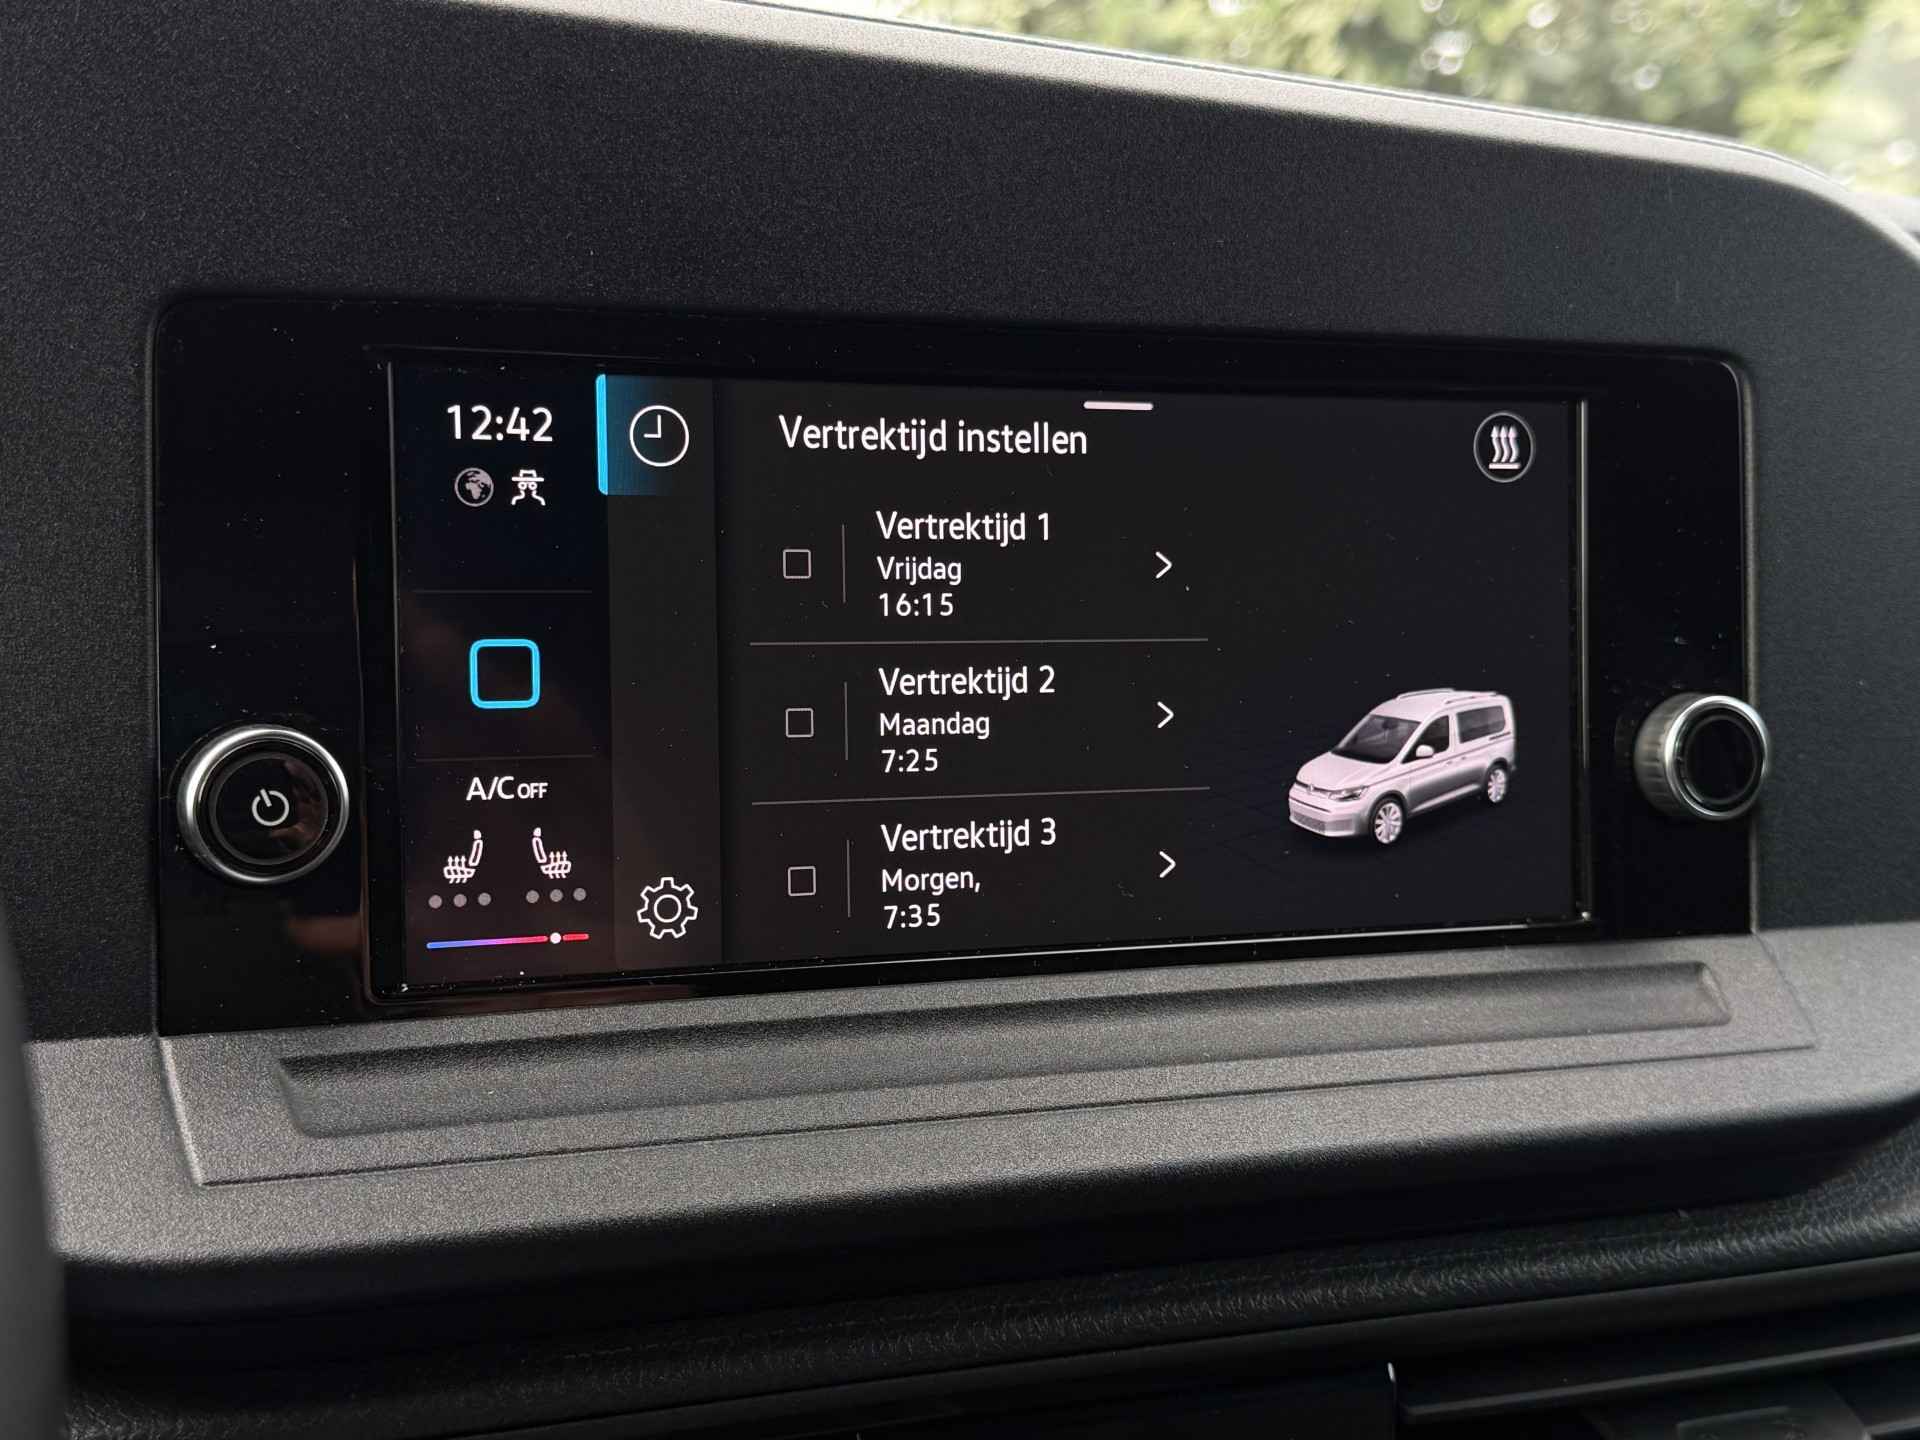 12:42
Vertrektijd instellen
Vertrektijd 1
Vrijdag
16:15
Vertrektijd 2
Maandag
7:25
A/C OFF
Vertrektijd 3
Morgen,
7:35